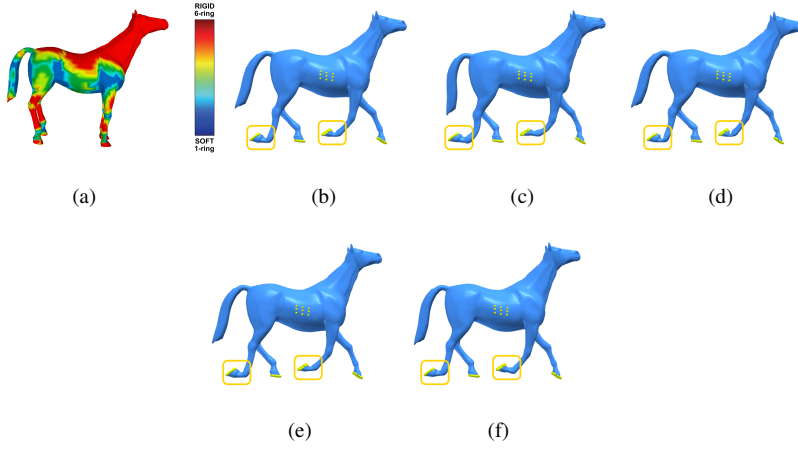 RIGID
6-ring
SOFT
1-ring
(a)
(b)
(c)
(d)
(e)
(f)